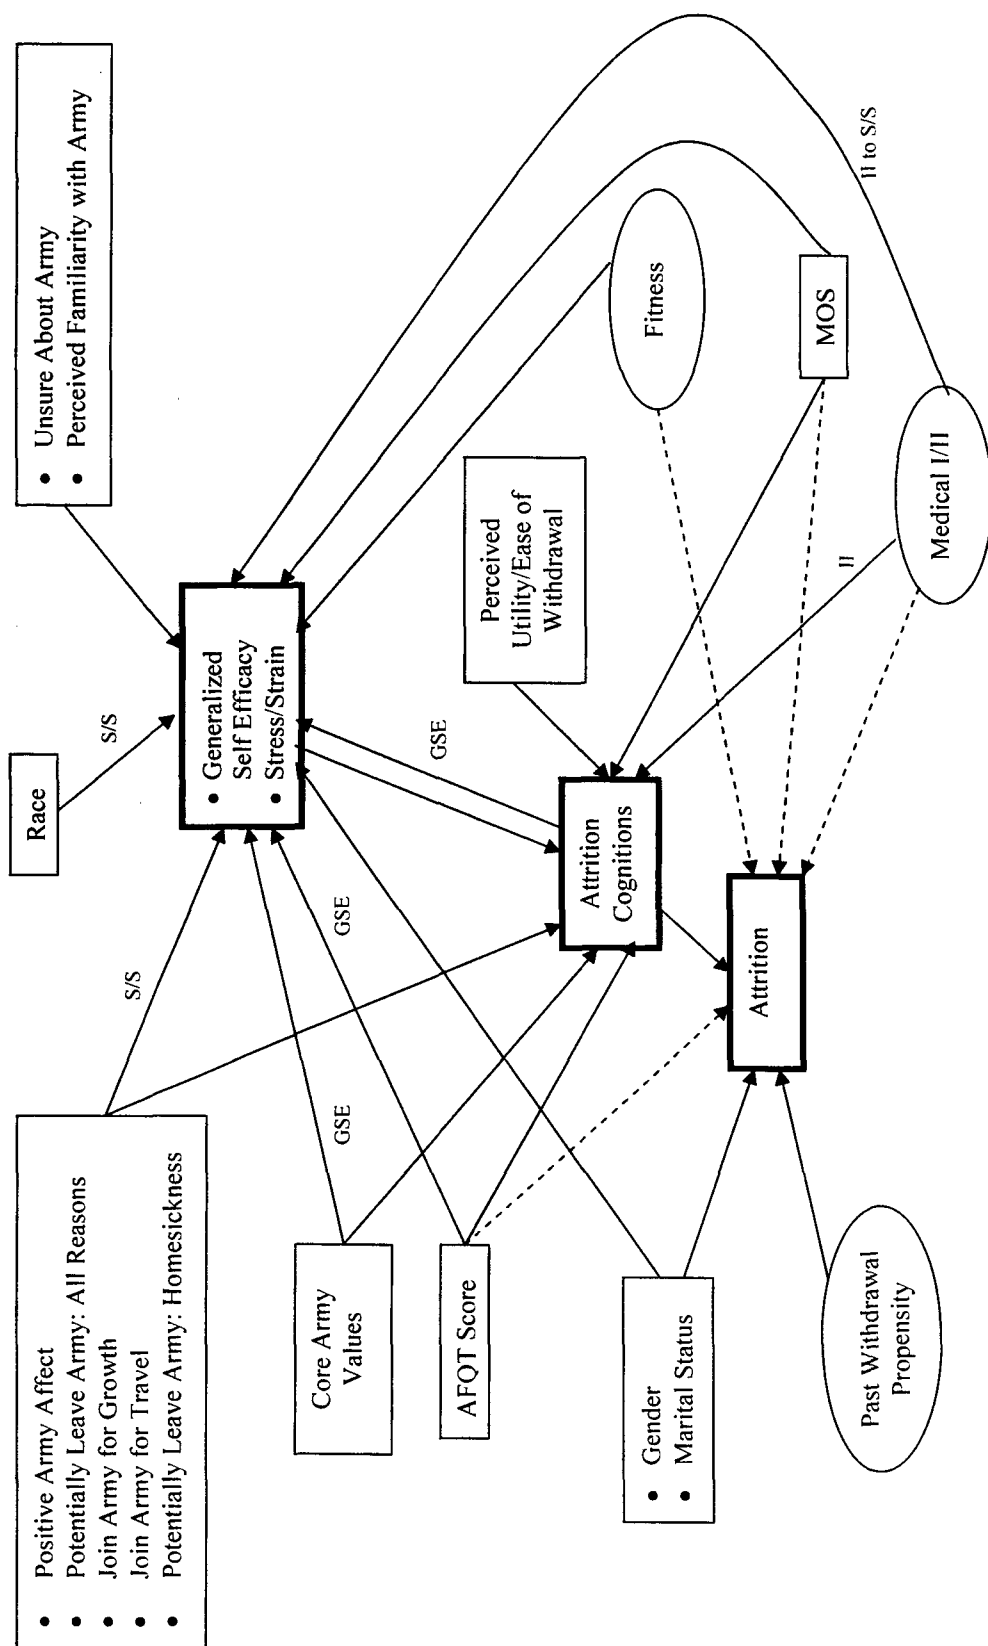 Positive Army Affect
Potentially Leave Army: All Reasons
Join Army for Growth
Join Army for Travel
Potentially Leave Army: Homesickness
Race
Unsure About Army
Perceived Familiarity with Army
S/S
S/S
Generalized
Self Efficacy
Stress/Strain
GSE
GSE
Core Army
Values
AFQT Score
GSE
Perceived
Utility/Ease of
Withdrawal
Attrition
Cognitions
Fitness
Gender
Marital Status
Attrition
MOS
II to S/S
II
Past Withdrawal
Propensity
Medical I/II